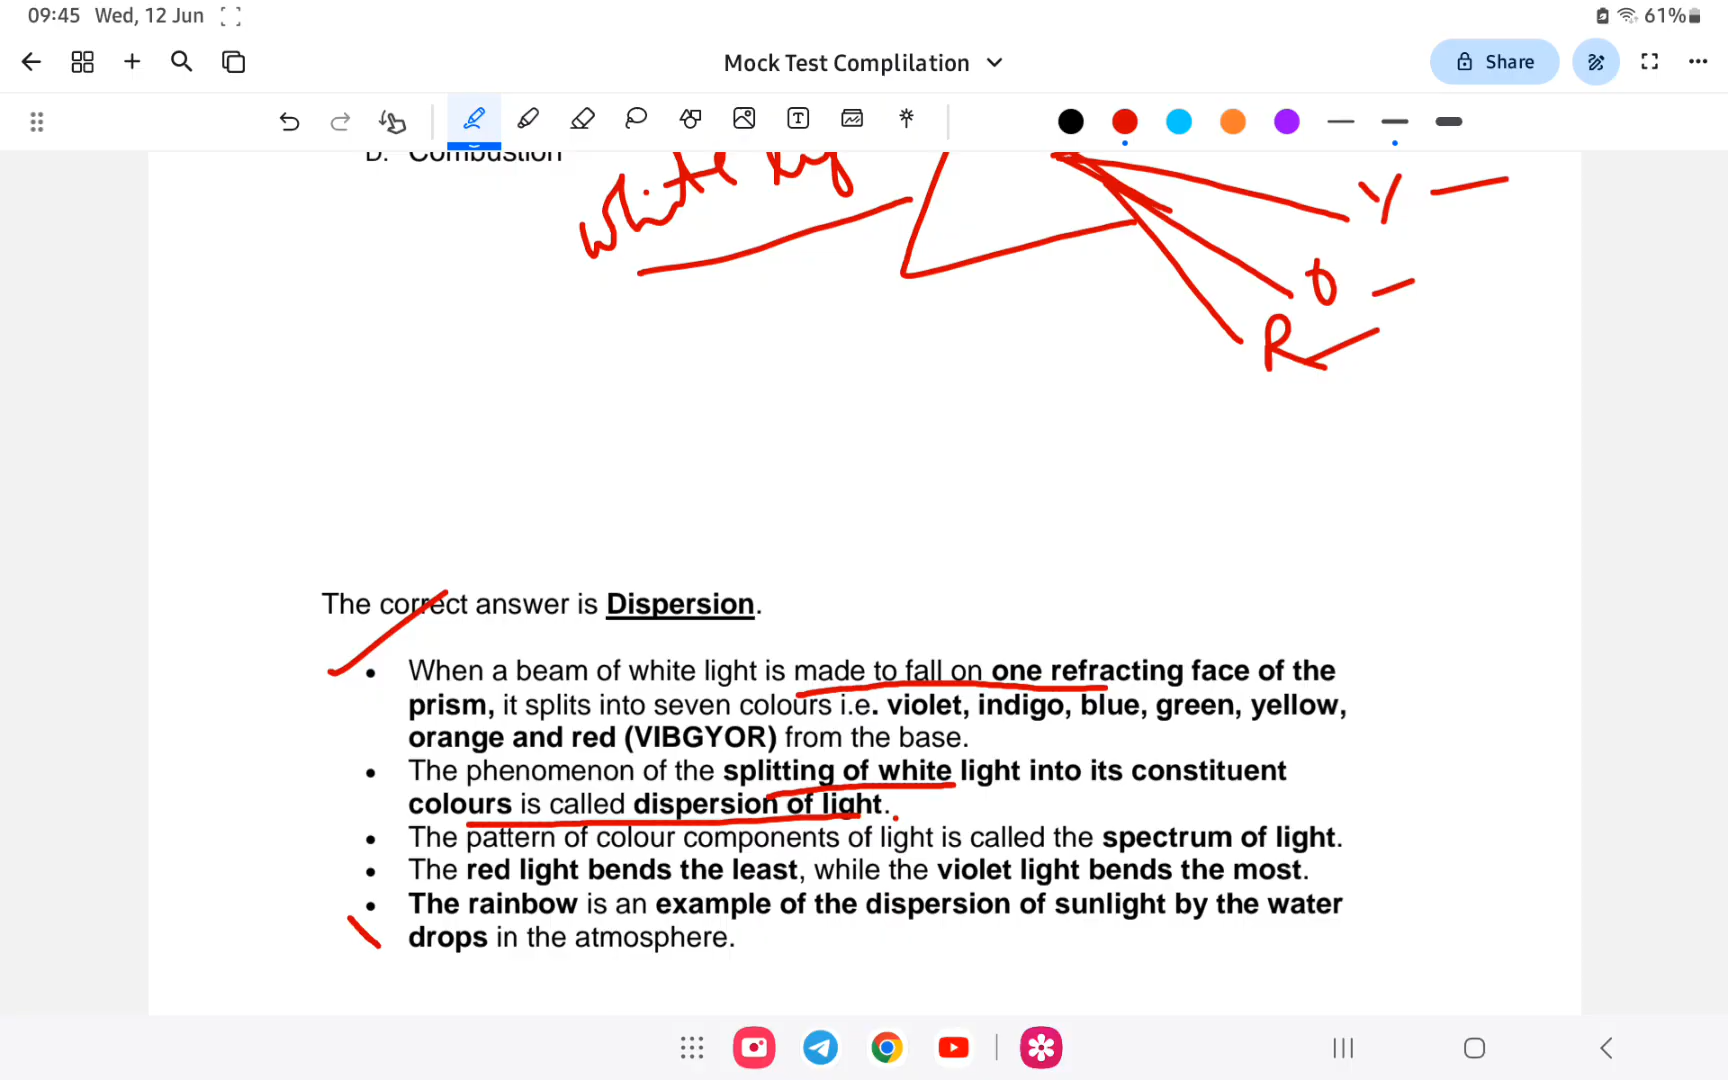 09:45 Wed, 12 Jun 61%
Mock Test Complilation
Share
D. Combustion
White
Y
O
R
The correct answer is Dispersion.
• When a beam of white light is made to fall on one refracting face of the
prism, it splits into seven colours i.e. violet, indigo, blue, green, yellow,
orange and red (VIBGYOR) from the base.
• The phenomenon of the splitting of white light into its constituent
colours is called dispersion of light.
• The pattern of colour components of light is called the spectrum of light.
• The red light bends the least, while the violet light bends the most.
• The rainbow is an example of the dispersion of sunlight by the water
drops in the atmosphere.